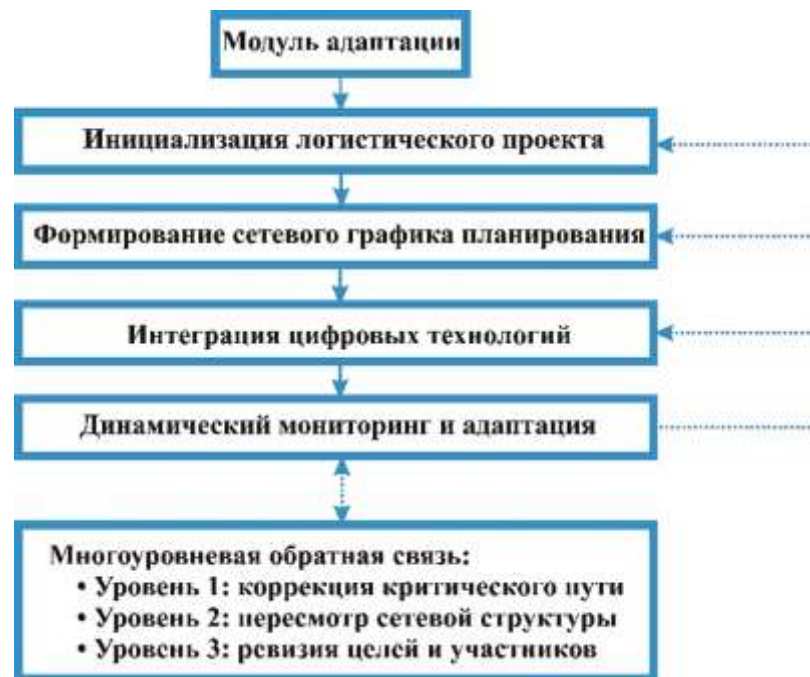 Модуль адаптации
Инициализация логистического проекта
Формирование сетевого графика планирования
Интеграция цифровых технологий
Динамический мониторинг и адаптация
Многоуровневая обратная связь:
• Уровень 1: коррекция критического пути
• Уровень 2: пересмотр сетевой структуры
• Уровень 3: ревизия целей и участников